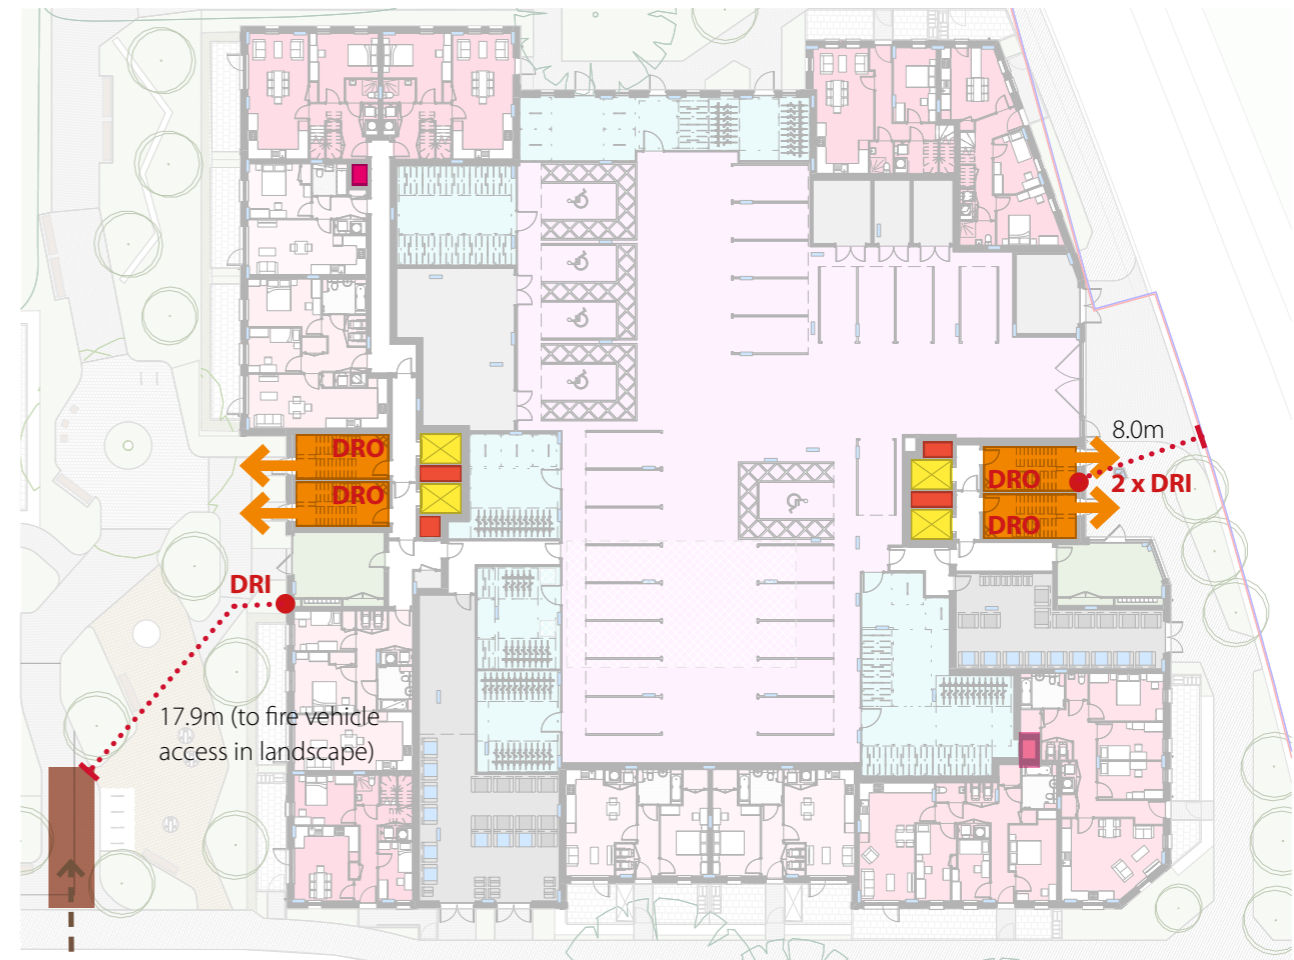 8.0m
DRO
DRO
DRO
2 x DRI
DRO
DRI
17.9m (to fire vehicle
access in landscape)